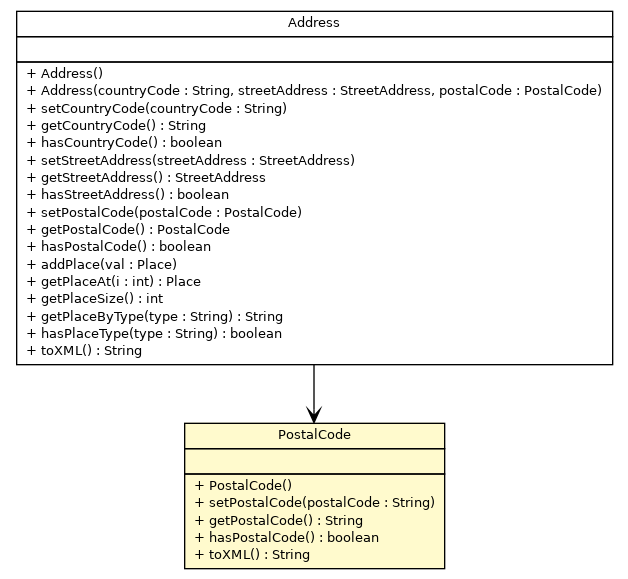 Address
+ Address()
+ Address(countryCode : String, streetAddress : StreetAddress, postalCode : PostalCode)
+ setCountryCode(countryCode : String)
+ getCountryCode() : String
+ hasCountryCode() : boolean
+ setStreetAddress(streetAddress : StreetAddress)
+ getStreetAddress() : StreetAddress
+ hasStreetAddress() : boolean
+ setPostalCode(postalCode : PostalCode)
+ getPostalCode() : PostalCode
+ hasPostalCode() : boolean
+ addPlace(val : Place)
+ getPlaceAt(i : int) : Place
+ getPlaceSize() : int
+ getPlaceByType(type : String) : String
+ hasPlaceType(type : String) : boolean
+ toXML() : String
PostalCode
+ PostalCode()
+ setPostalCode(postalCode : String)
+ getPostalCode() : String
+ hasPostalCode() : boolean
+ toXML() : String